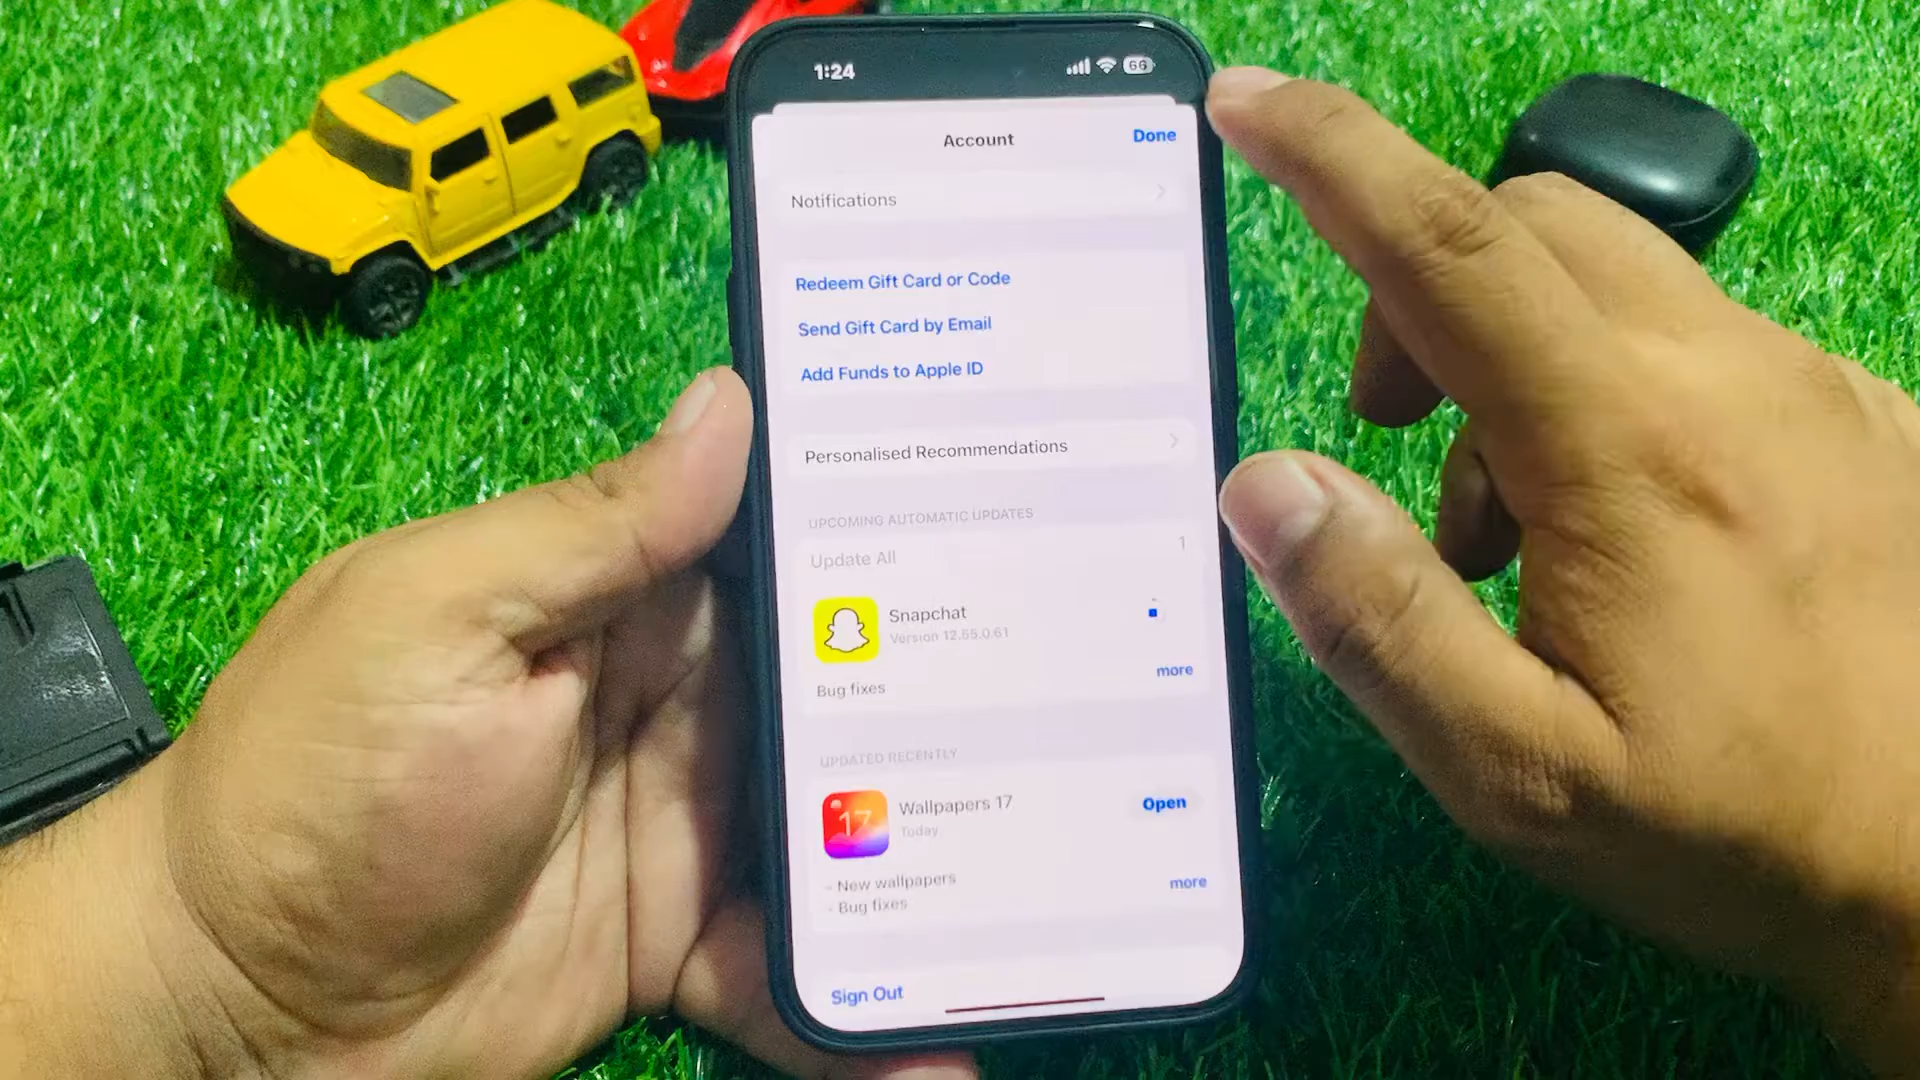 1:24
66
Account
Done
Notifications
Redeem Gift Card or Code
Send Gift Card by Email
Add Funds to Apple ID
Personalised Recommendations
UPCOMING AUTOMATIC UPDATES
Update All
1
Snapchat
Version 12.55.0.61
Bug fixes
more
UPDATED RECENTLY
17
Wallpapers 17
Today
Open
- New wallpapers
- Bug fixes
more
Sign Out